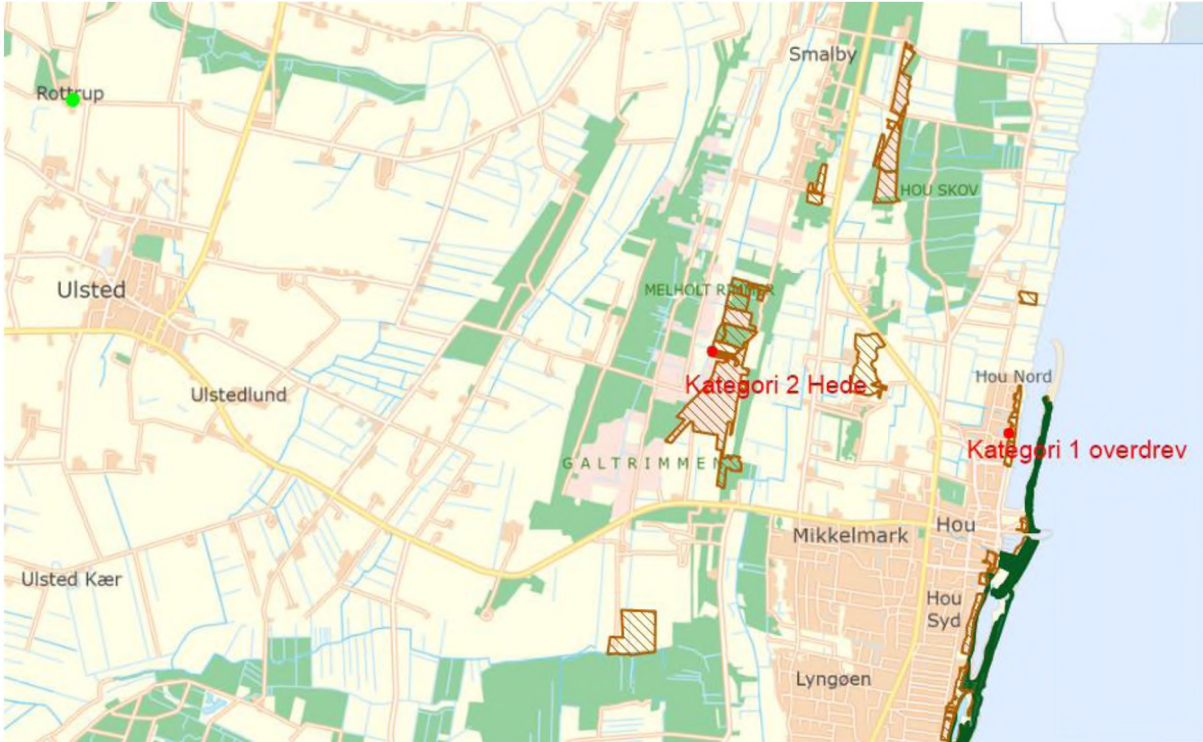 Smalby
Rottrup
HOU SKOV
Ulsted
MELHOLT RIMMER
Hou Nord
Kategori 2 Hede
Ulstedlund
Kategori 1 overdrev
GALTRIMMEN
Hou
Mikkelmark
Ulsted Kær
Hou
Syd
Lyngøen